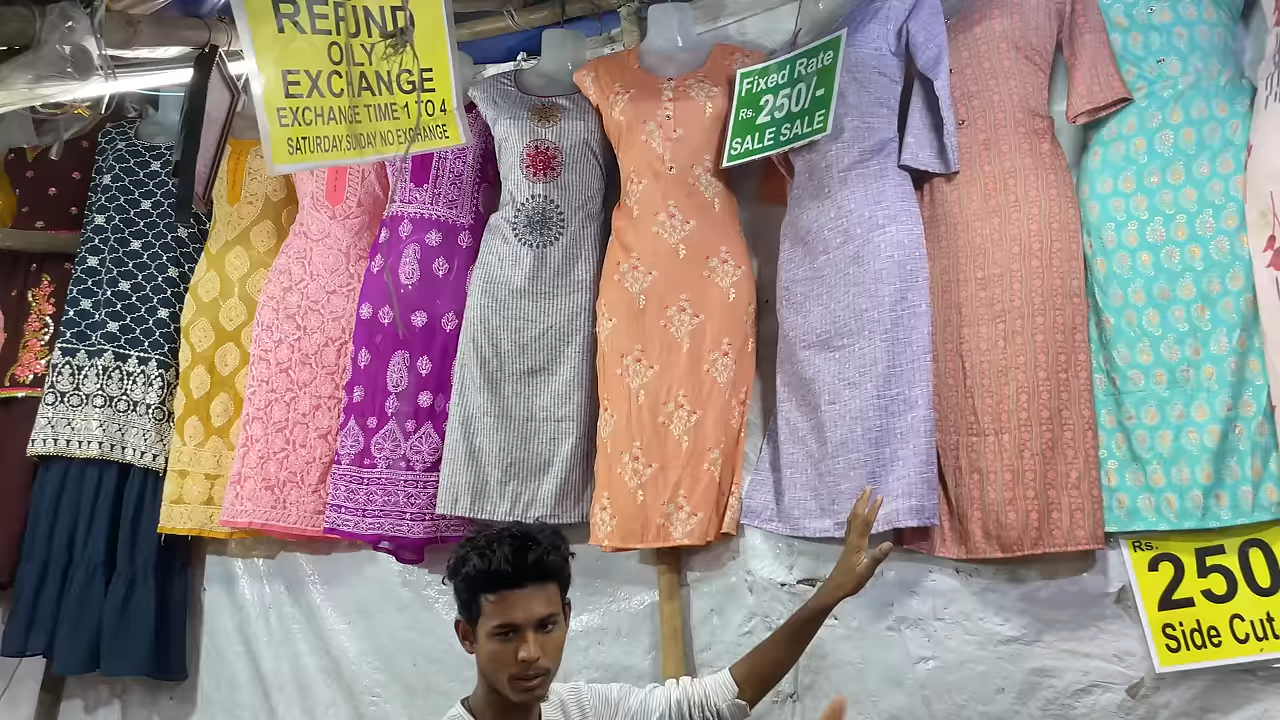 REFUND
OLY
EXCHANGE
EXCHANGE TIME 1 TO 4
SATURDAY,SUNDAY NO EXCHANGE
Fixed Rate
Rs. 250/-
SALE SALE
Rs.
250
Side Cut